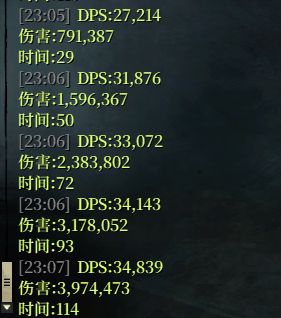 [23:05] DPS:27,214
伤害:791,387
时间:29
[23:06] DPS:31,876
伤害:1,596,367
时间:50
[23:06] DPS:33,072
伤害:2,383,802
时间:72
[23:06] DPS:34,143
伤害:3,178,052
时间:93
[23:07] DPS:34,839
伤害:3,974,473
时间:114